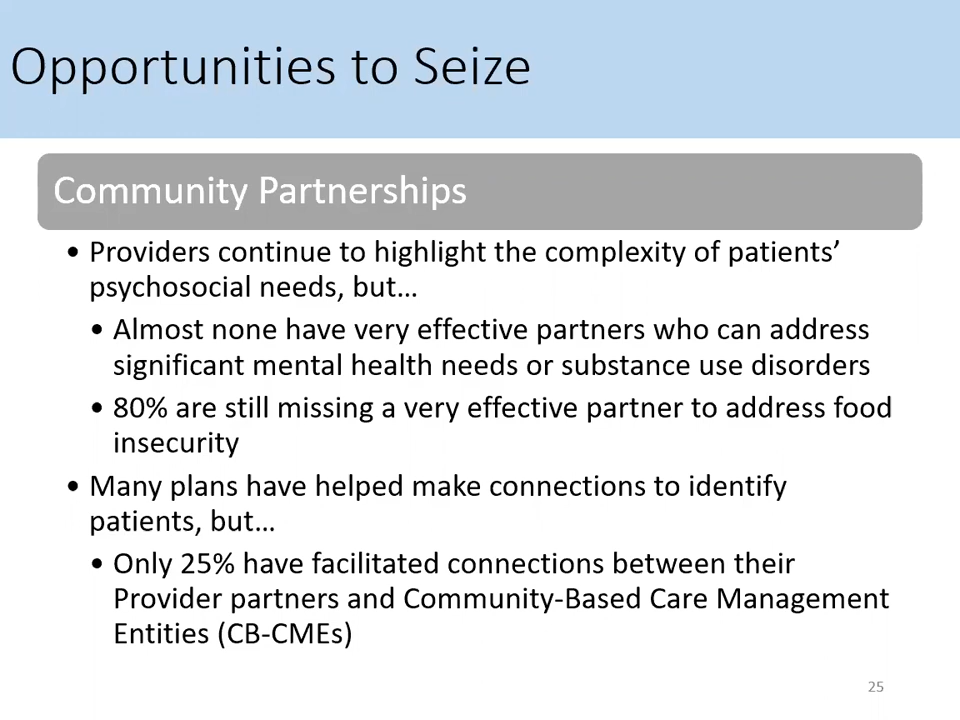 Opportunities to Seize
Community Partnerships
• Providers continue to highlight the complexity of patients’
psychosocial needs, but…
• Almost none have very effective partners who can address
significant mental health needs or substance use disorders
• 80% are still missing a very effective partner to address food
insecurity
• Many plans have helped make connections to identify
patients, but…
• Only 25% have facilitated connections between their
Provider partners and Community-Based Care Management
Entities (CB-CMEs)
25